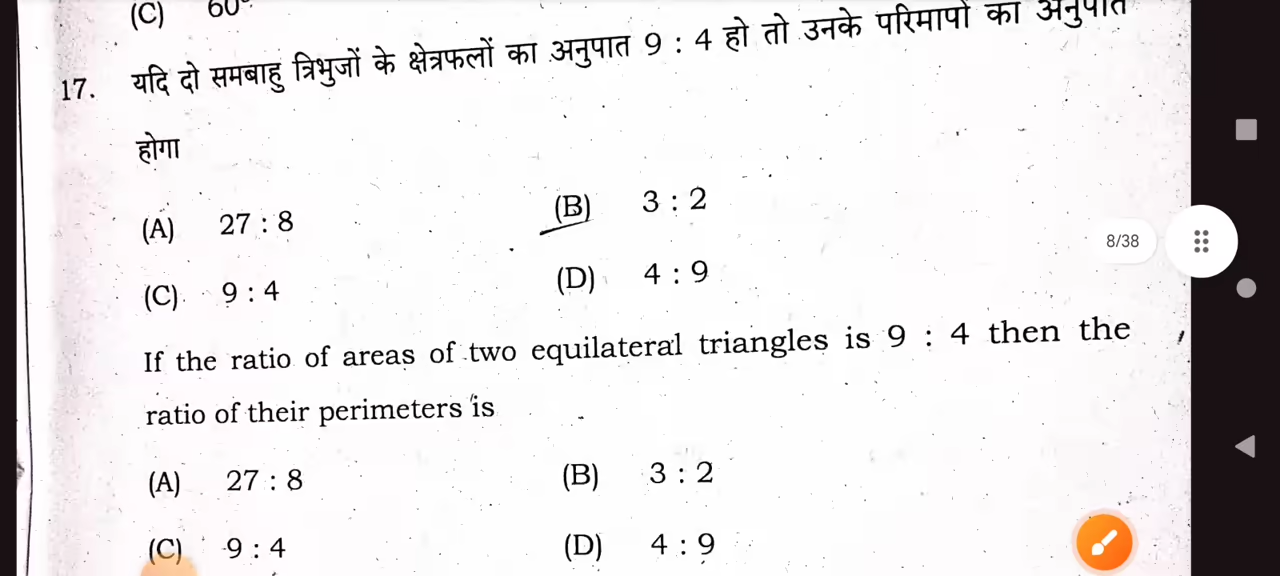 (C) 60°
17. यदि दो समबाहु त्रिभुजों के क्षेत्रफलों का अनुपात 9 : 4 हो तो उनके परिमापों का अनुपात
होगा
(A) 27 : 8 (B) 3 : 2
(C) 9 : 4 (D) 4 : 9
8/38
If the ratio of areas of two equilateral triangles is 9 : 4 then the
ratio of their perimeters is
(A) 27 : 8 (B) 3 : 2
(C) 9 : 4 (D) 4 : 9